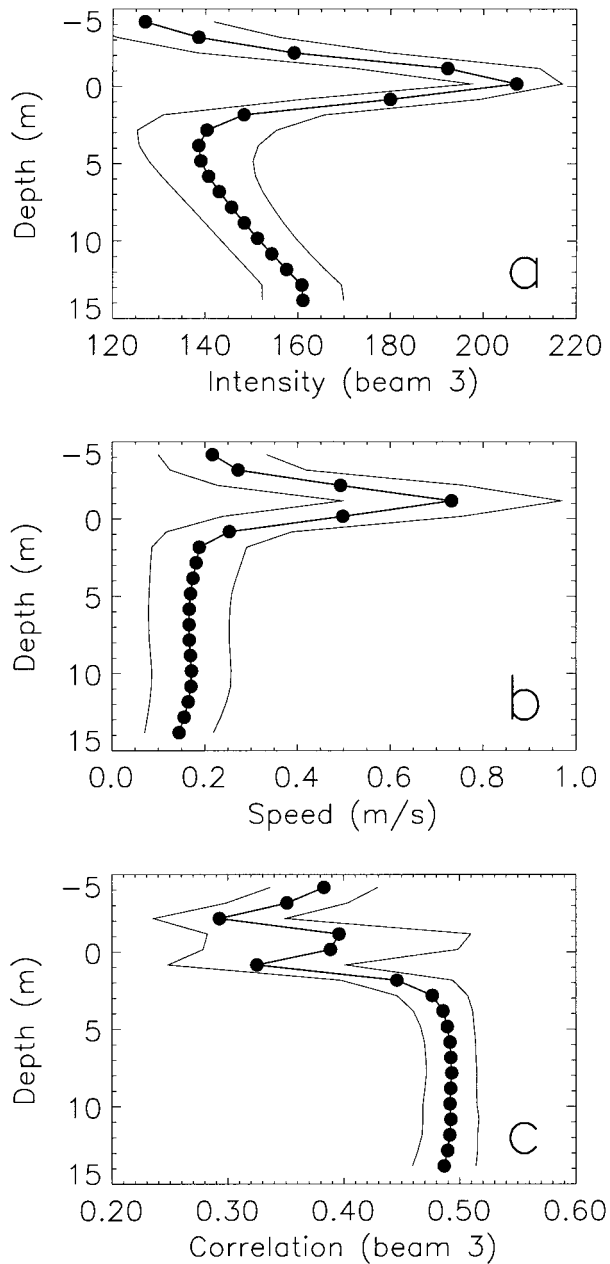 -5
0
5
10
15
Depth (m)
120 140 160 180 200 220
Intensity (beam 3)
a
-5
0
5
10
15
Depth (m)
0.0 0.2 0.4 0.6 0.8 1.0
Speed (m/s)
b
-5
0
5
10
15
Depth (m)
0.20 0.30 0.40 0.50 0.60
Correlation (beam 3)
c